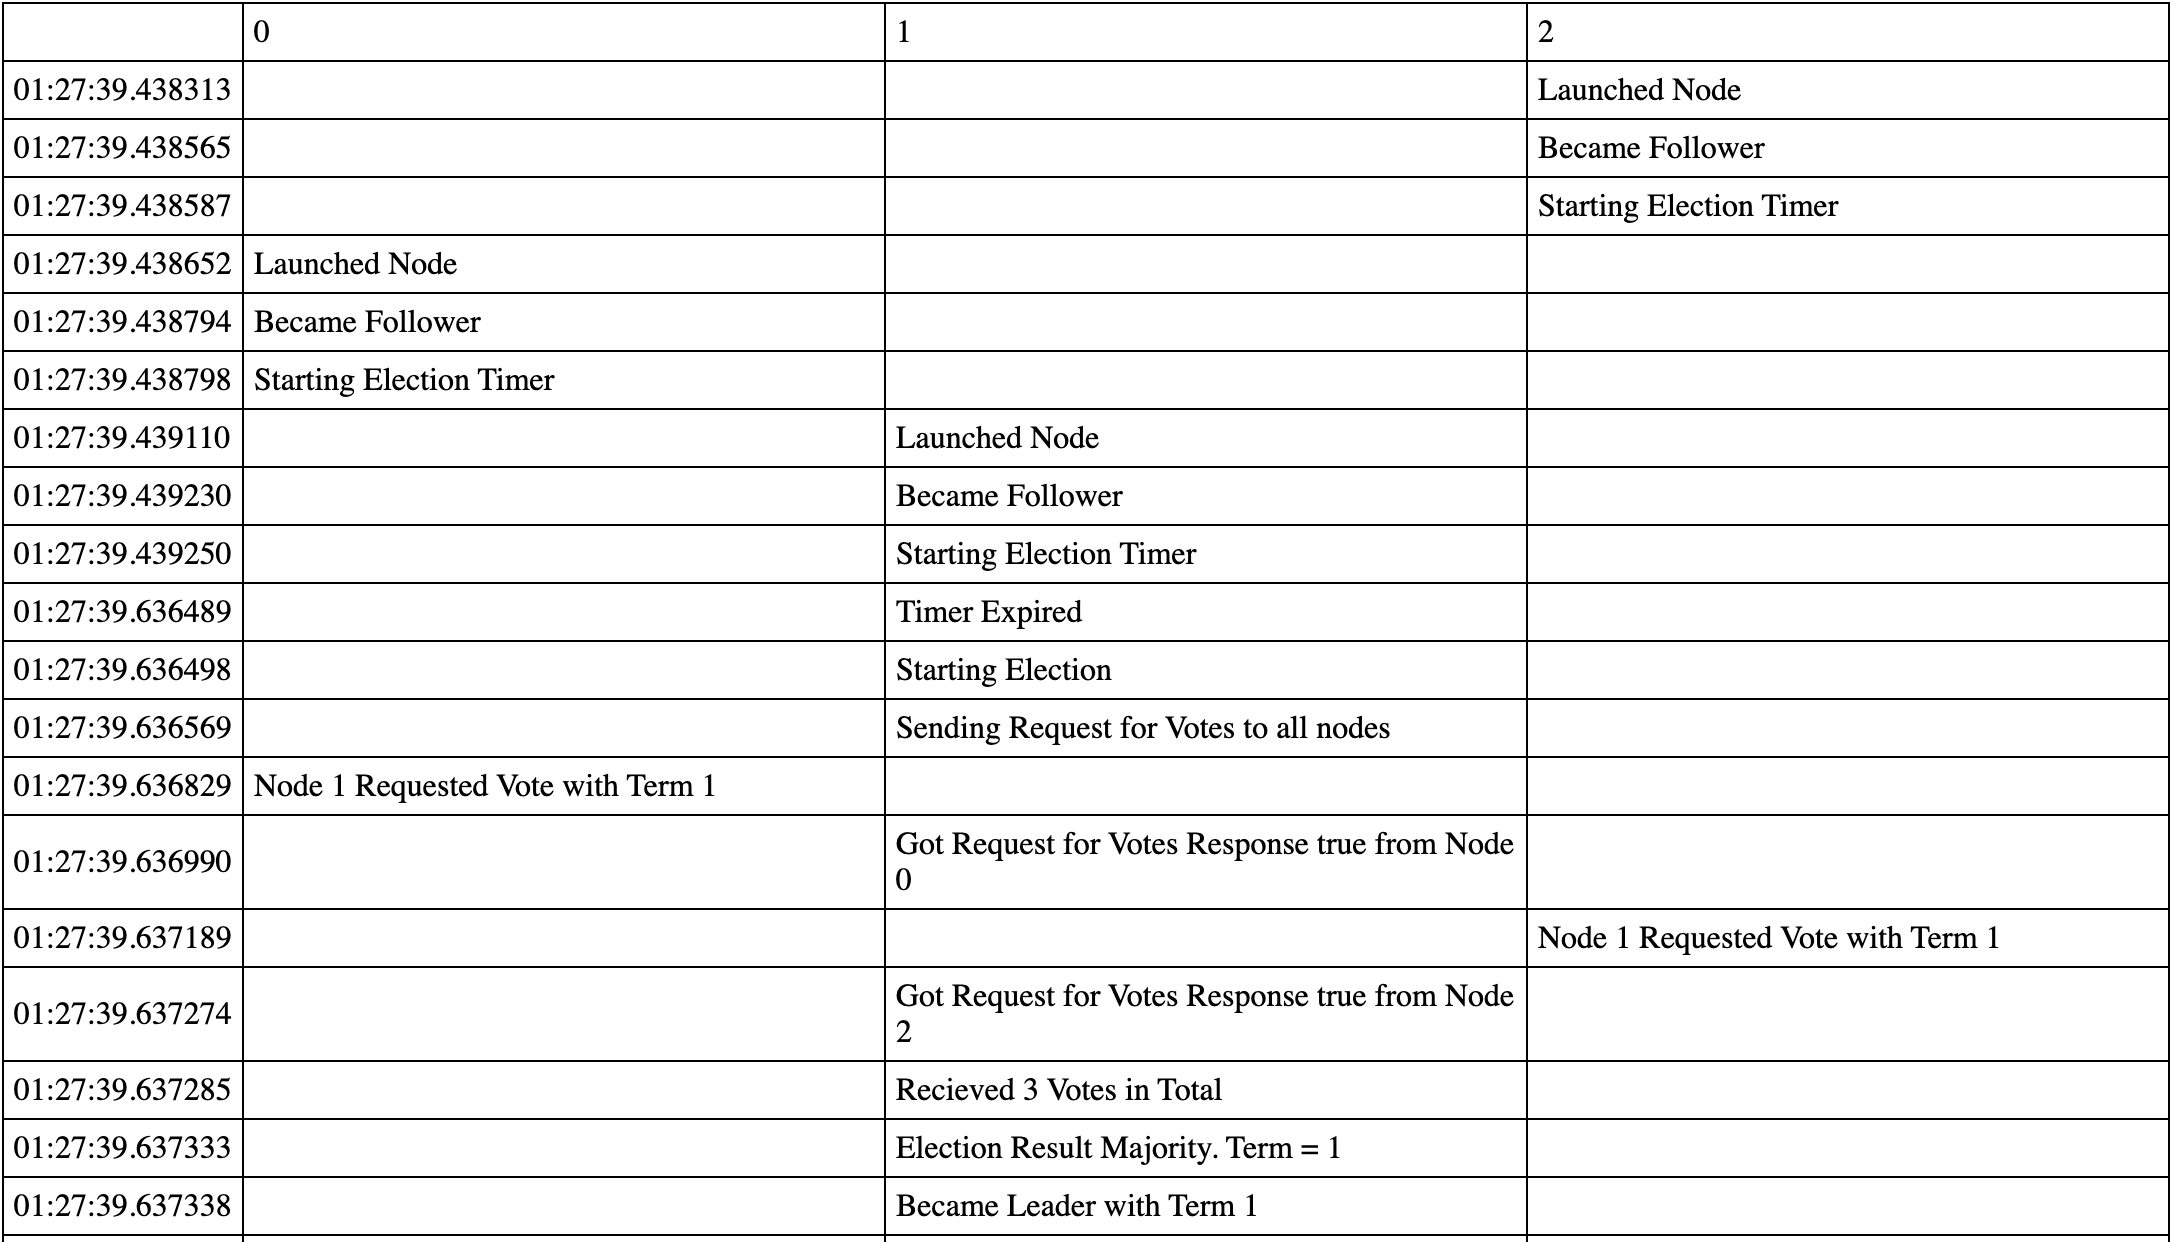 0 1 2
01:27:39.438313 Launched Node
01:27:39.438565 Became Follower
01:27:39.438587 Starting Election Timer
01:27:39.438652 Launched Node
01:27:39.438794 Became Follower
01:27:39.438798 Starting Election Timer
01:27:39.439110 Launched Node
01:27:39.439230 Became Follower
01:27:39.439250 Starting Election Timer
01:27:39.636489 Timer Expired
01:27:39.636498 Starting Election
01:27:39.636569 Sending Request for Votes to all nodes
01:27:39.636829 Node 1 Requested Vote with Term 1
01:27:39.636990 Got Request for Votes Response true from Node
0
01:27:39.637189 Node 1 Requested Vote with Term 1
01:27:39.637274 Got Request for Votes Response true from Node
2
01:27:39.637285 Recieved 3 Votes in Total
01:27:39.637333 Election Result Majority. Term = 1
01:27:39.637338 Became Leader with Term 1